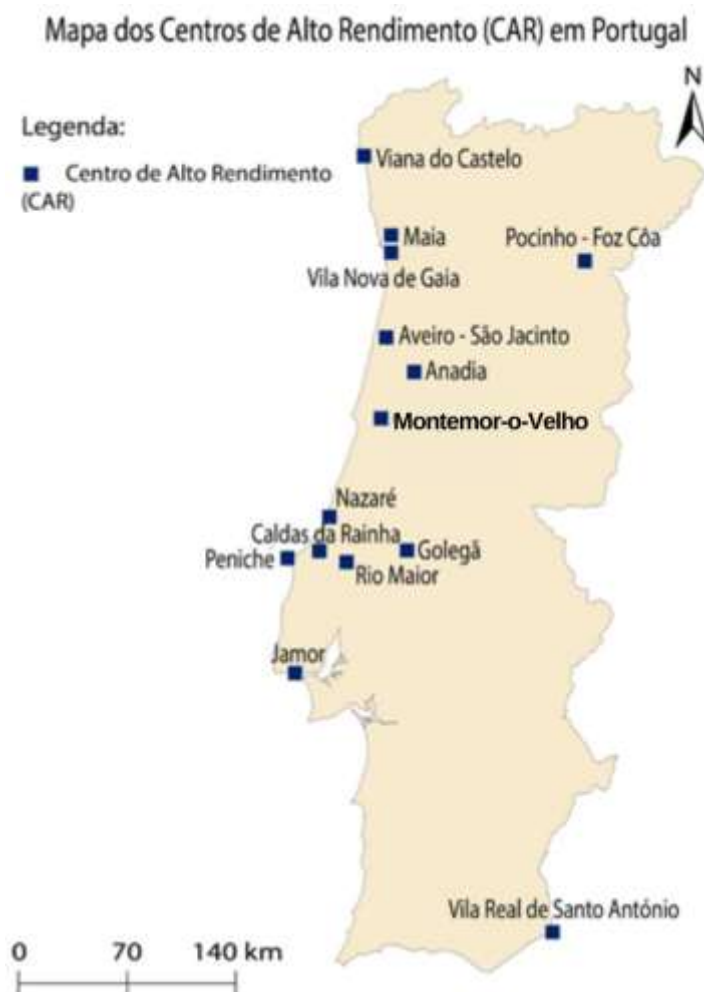 Mapa dos Centros de Alto Rendimento (CAR) em Portugal
N
Legenda:
Centro de Alto Rendimento
(CAR)
Viana do Castelo
Maia
Pocinho - Foz Côa
Vila Nova de Gaia
Aveiro - São Jacinto
Anadia
Montemor-o-Velho
Nazaré
Caldas da Rainha
Peniche
Golegã
Rio Maior
Jamor
Vila Real de Santo António
0 70 140 km